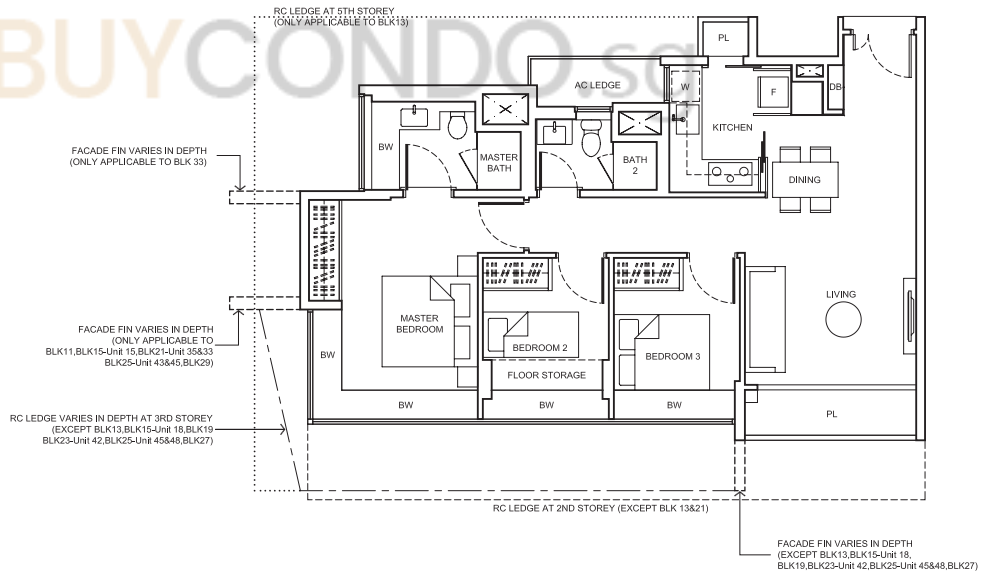 RC LEDGE AT 5TH STOREY
(ONLY APPLICABLE TO BLK13)
BUYCONDO.sg
PL
AC LEDGE
W
F
DB
KITCHEN
BW
MASTER
BATH
BATH
2
DINING
FACADE FIN VARIES IN DEPTH
(ONLY APPLICABLE TO BLK 33)
LIVING
MASTER
BEDROOM
BEDROOM 2
BEDROOM 3
FACADE FIN VARIES IN DEPTH
(ONLY APPLICABLE TO
BLK11,BLK15-Unit 15,BLK21-Unit 35&33
BLK25-Unit 43&45,BLK29)
BW
FLOOR STORAGE
BW
BW
BW
PL
RC LEDGE VARIES IN DEPTH AT 3RD STOREY
(EXCEPT BLK13,BLK15-Unit 18,BLK19
BLK23-Unit 42,BLK25-Unit 45&48,BLK27)
RC LEDGE AT 2ND STOREY (EXCEPT BLK 13&21)
FACADE FIN VARIES IN DEPTH
(EXCEPT BLK13,BLK15-Unit 18,
BLK19,BLK23-Unit 42,BLK25-Unit 45&48,BLK27)